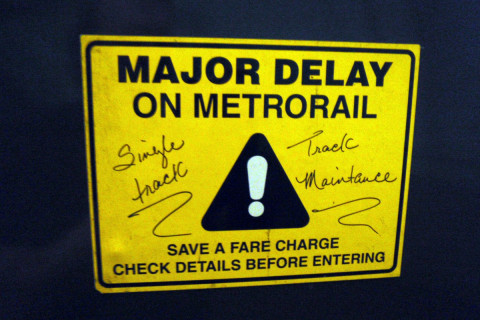 MAJOR DELAY
ON METRORAIL
Single
track
Track
Maintance
SAVE A FARE CHARGE
CHECK DETAILS BEFORE ENTERING